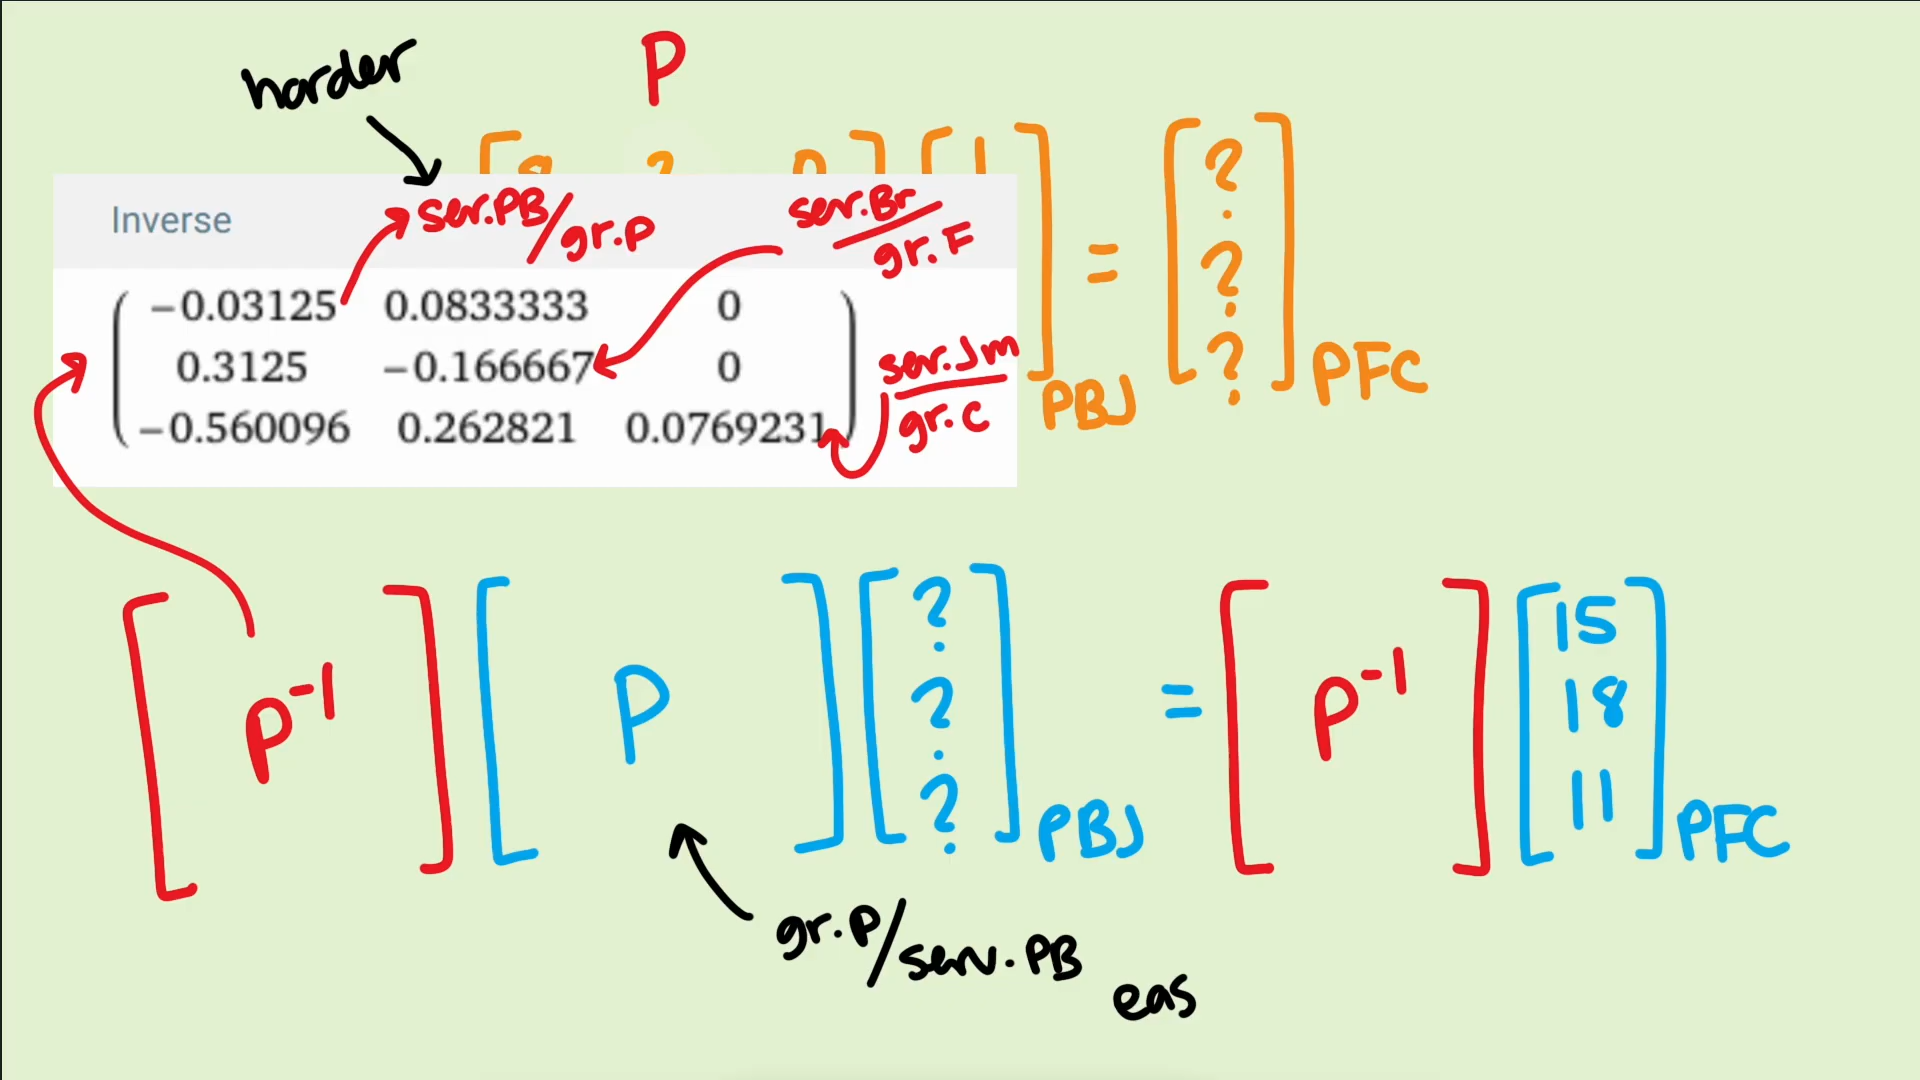 harder
P
Inverse
ser.PB/gr.P
serv.Br/gr.F
−0.03125 0.0833333 0
0.3125 −0.166667 0
−0.560096 0.262821 0.0769231
serv.Jm/gr.C
PBJ
=
?
?
?
PFC
P⁻¹
P
?
?
?
PBJ
=
P⁻¹
15
18
11
PFC
gr.P/serv.PB
eas